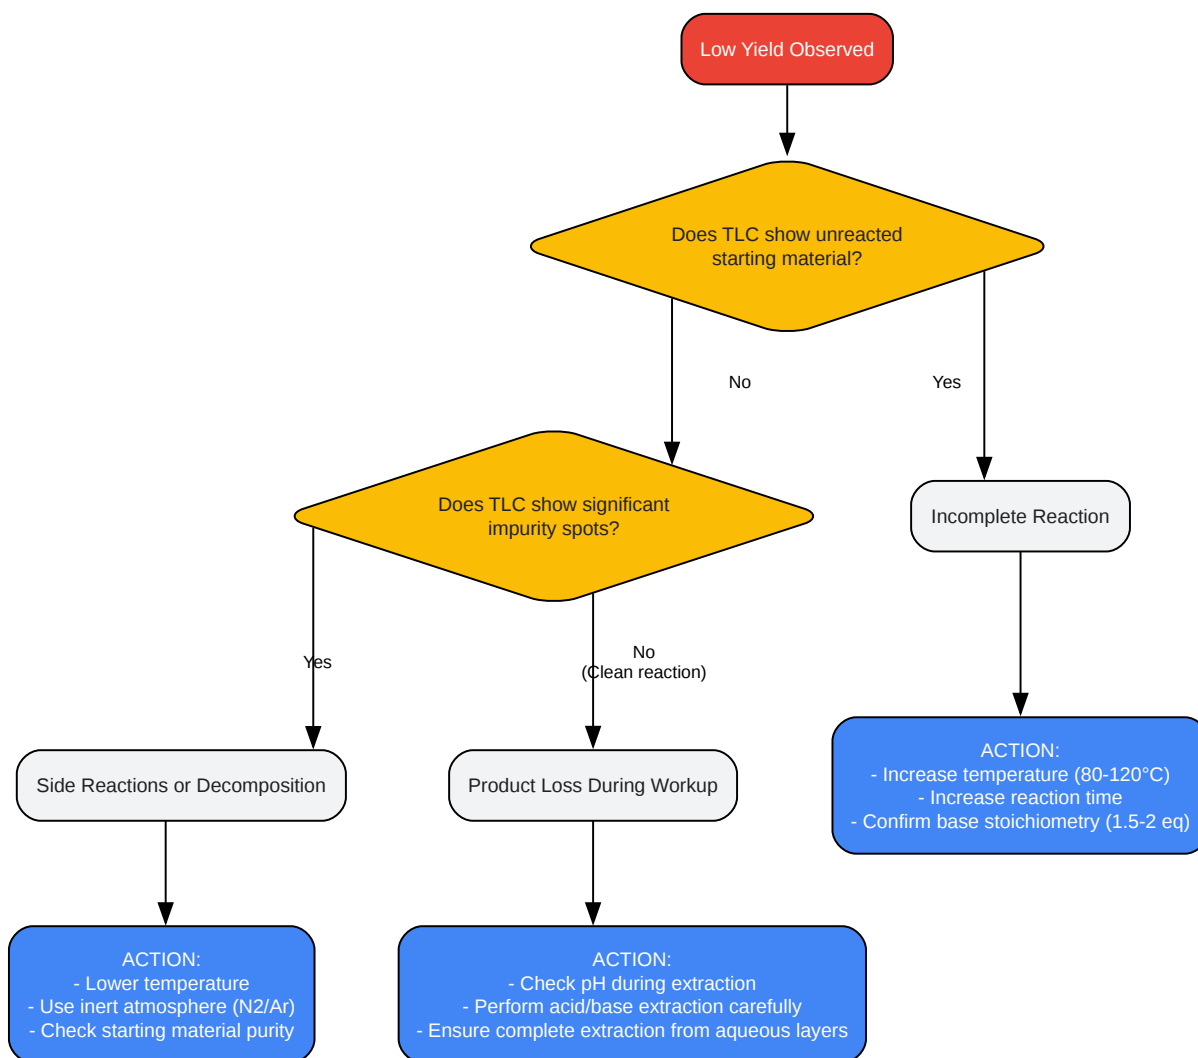 Low Yield Observed
Does TLC show unreacted
starting material?
No
Yes
Does TLC show significant
impurity spots?
Incomplete Reaction
Yes
No
(Clean reaction)
Side Reactions or Decomposition
Product Loss During Workup
ACTION:
- Increase temperature (80-120°C)
- Increase reaction time
- Confirm base stoichiometry (1.5-2 eq)
ACTION:
- Lower temperature
- Use inert atmosphere (N2/Ar)
- Check starting material purity
ACTION:
- Check pH during extraction
- Perform acid/base extraction carefully
- Ensure complete extraction from aqueous layers